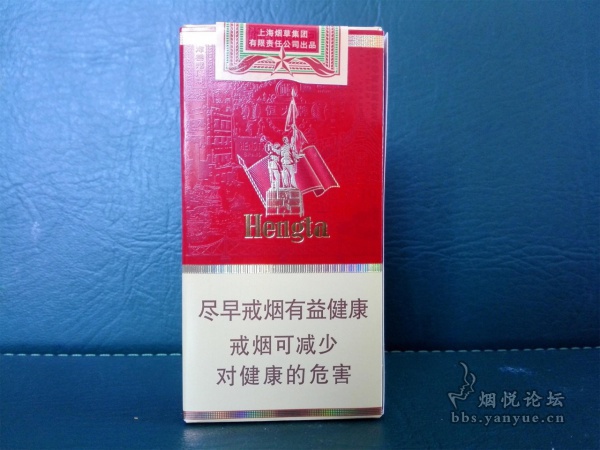 上海烟草集团
有限责任公司出品
Hengta
尽早戒烟有益健康
戒烟可减少
对健康的危害
烟悦论坛
bbs.yanyue.cn